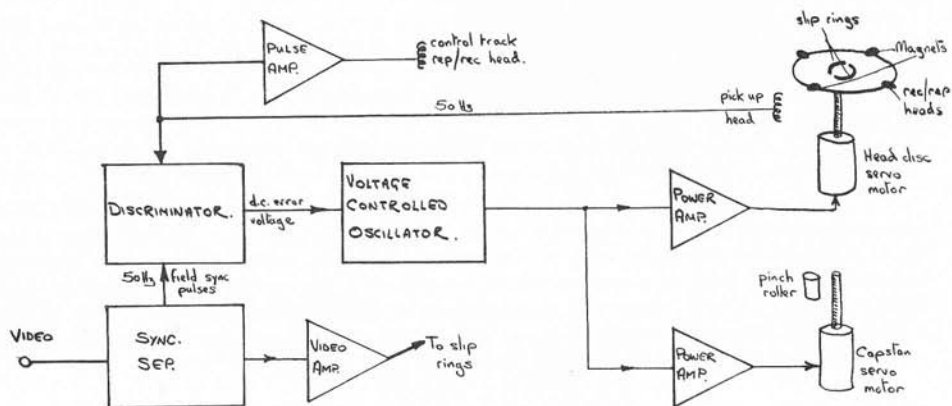 slip rings
Magnets
rec/rep
heads
PULSE
AMP.
control track
rep/rec head.
50Hz
pick up
head
Head disc
servo
motor
DISCRIMINATOR.
d.c. error
voltage
VOLTAGE
CONTROLLED
OSCILLATOR.
POWER
AMP.
50Hz field sync
pulses
pinch
roller
VIDEO
SYNC.
SEP.
VIDEO
AMP.
To slip
rings
POWER
AMP.
Capstan
servo
motor